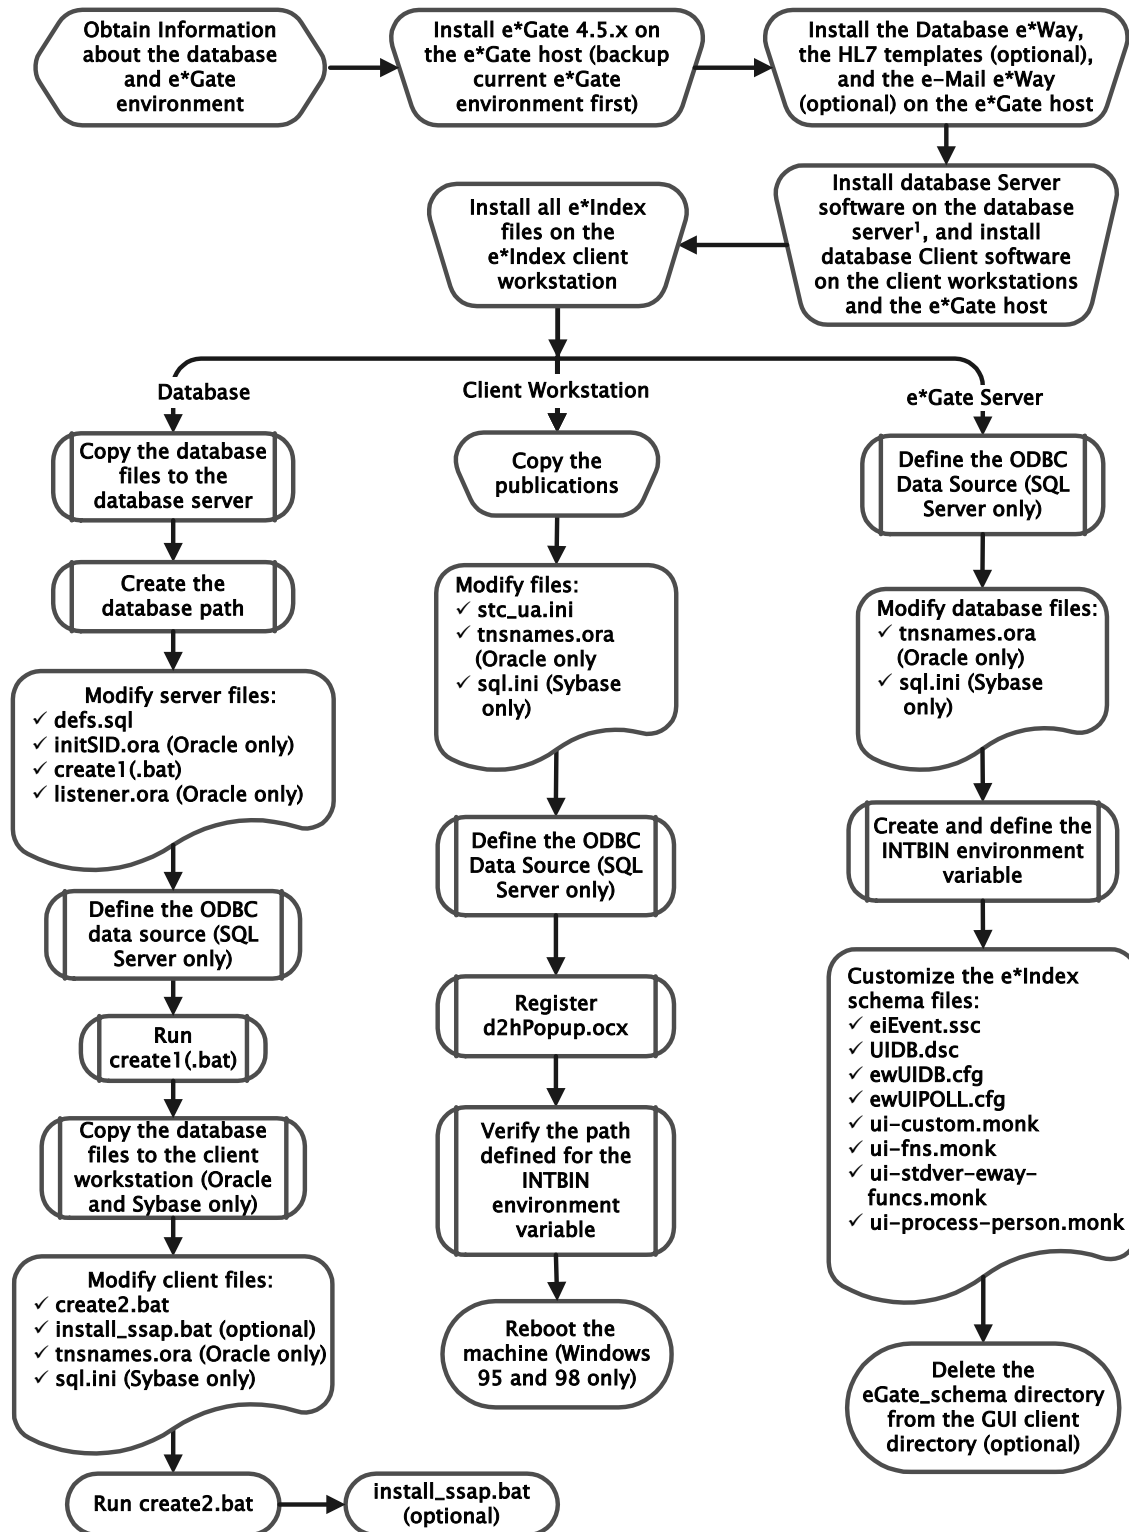 Obtain Information
about the database
and e*Gate
environment
Install e*Gate 4.5.x on
the e*Gate host (backup
current e*Gate
environment first)
Install the Database e*Way,
the HL7 templates (optional),
and the e-Mail e*Way
(optional) on the e*Gate host
Install database Server
software on the database
server¹, and install
database Client software
on the client workstations
and the e*Gate host
Install all e*Index
files on the
e*Index client
workstation
Database
Copy the database
files to the
database server
Create the
database path
Modify server files:
✓ defs.sql
✓ initSID.ora (Oracle only)
✓ create1(.bat)
✓ listener.ora (Oracle only)
Define the ODBC
data source (SQL
Server only)
Run
create1(.bat)
Copy the database
files to the client
workstation (Oracle
and Sybase only)
Modify client files:
✓ create2.bat
✓ install_ssap.bat (optional)
✓ tnsnames.ora (Oracle only)
✓ sql.ini (Sybase only)
Run create2.bat
install_ssap.bat
(optional)
Client Workstation
Copy the
publications
Modify files:
✓ stc_ua.ini
✓ tnsnames.ora
(Oracle only
✓ sql.ini (Sybase
only)
Define the ODBC
Data Source (SQL
Server only)
Register
d2hPopup.ocx
Verify the path
defined for the
INTBIN
environment
variable
Reboot the
machine (Windows
95 and 98 only)
e*Gate Server
Define the ODBC
Data Source (SQL
Server only)
Modify database files:
✓ tnsnames.ora
(Oracle only)
✓ sql.ini (Sybase
only)
Create and define the
INTBIN environment
variable
Customize the e*Index
schema files:
✓ eiEvent.ssc
✓ UIDB.dsc
✓ ewUIDB.cfg
✓ ewUIPOLL.cfg
✓ ui-custom.monk
✓ ui-fns.monk
✓ ui-stdver-eway-
funcs.monk
✓ ui-process-person.monk
Delete the
eGate_schema directory
from the GUI client
directory (optional)